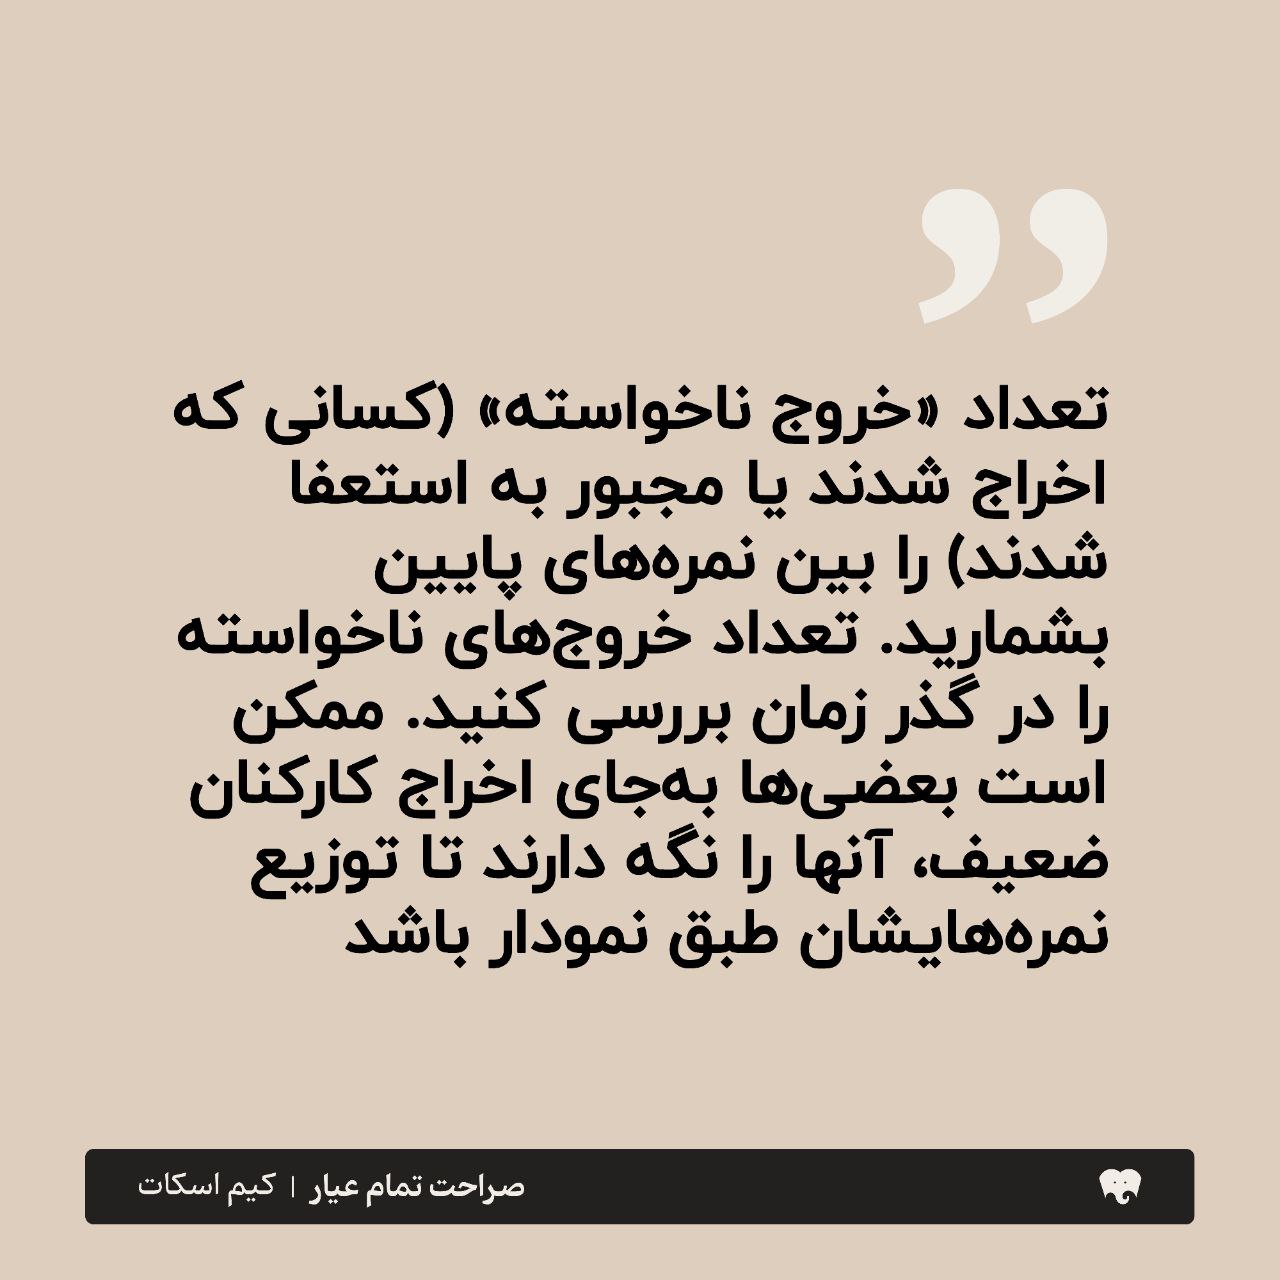 تعداد «خروج ناخواسته» (کسانی که
اخراج شدند یا مجبور به استعفا
شدند) را بین نمره‌های پایین
بشمارید. تعداد خروج‌های ناخواسته
را در گذر زمان بررسی کنید. ممکن
است بعضی‌ها به‌جای اخراج کارکنان
ضعیف، آنها را نگه دارند تا توزیع
نمره‌هایشان طبق نمودار باشد
صراحت تمام عیار | کیم اسکات